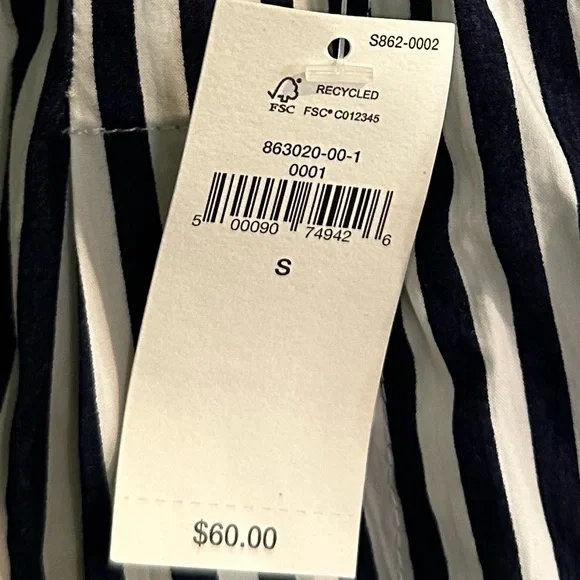 S862-0002
RECYCLED
FSC FSC® C012345
863020-00-1
0001
5 00090 74942 6
S
$60.00